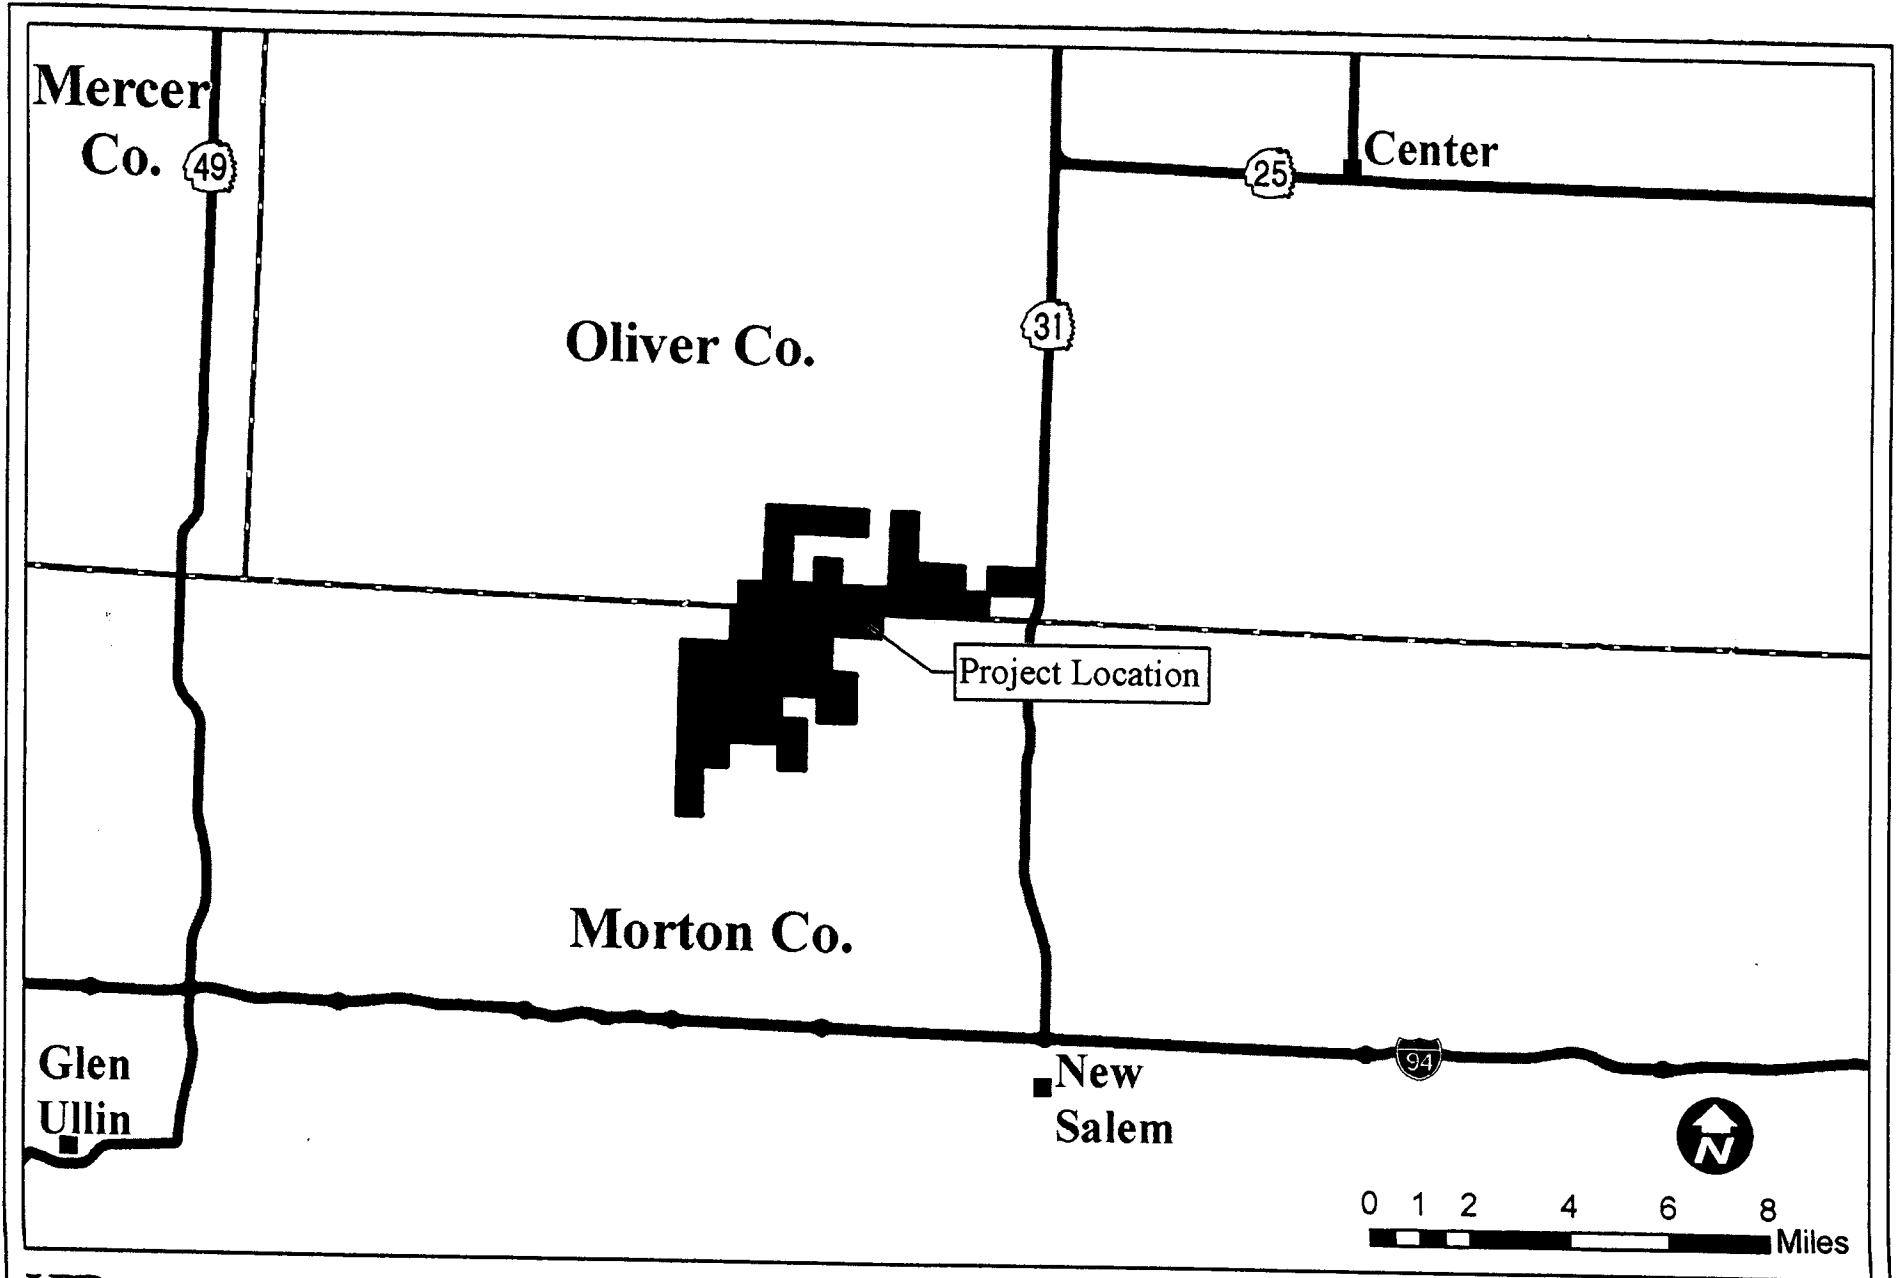 Mercer
Co.
49
Center
25
Oliver Co.
31
Project Location
Morton Co.
94
Glen
Ullin
New
Salem
N
0 1 2 4 6 8
Miles